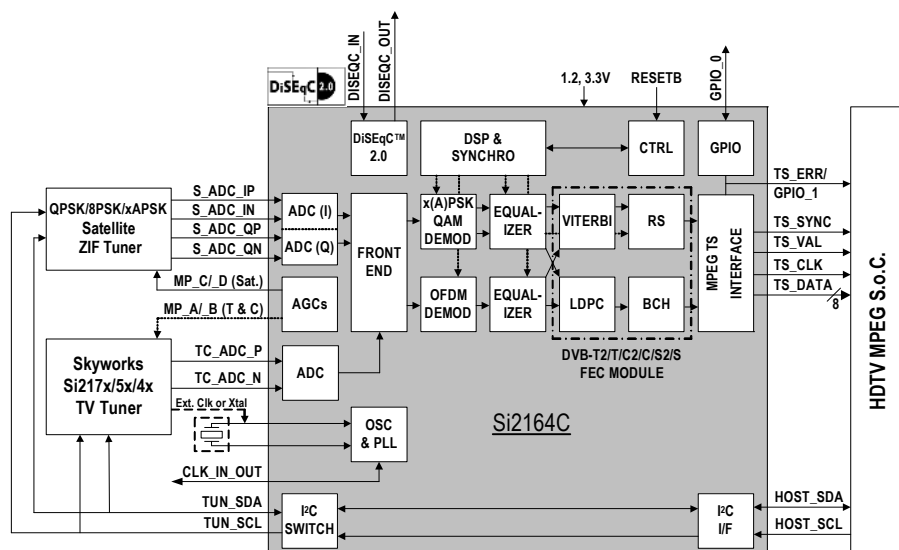 DiSEqC 2.0
DISEQC_IN
DISEQC_OUT
1.2, 3.3V
RESETB
GPIO_0
DiSEqC™
2.0
DSP &
SYNCHRO
CTRL
GPIO
TS_ERR/
GPIO_1
QPSK/8PSK/xAPSK
Satellite
ZIF Tuner
S_ADC_IP
S_ADC_IN
S_ADC_QP
S_ADC_QN
ADC (I)
ADC (Q)
FRONT
END
x(A)PSK
QAM
DEMOD
EQUAL-
IZER
VITERBI
RS
MPEG TS
INTERFACE
TS_SYNC
TS_VAL
TS_CLK
TS_DATA
8
HDTV MPEG S.o.C.
MP_C/_D (Sat.)
AGCs
MP_A/_B (T & C)
OFDM
DEMOD
EQUAL-
IZER
LDPC
BCH
DVB-T2/T/C2/C/S2/S
FEC MODULE
Skyworks
Si217x/5x/4x
TV Tuner
TC_ADC_P
TC_ADC_N
ADC
Ext. Clk or Xtal
OSC
& PLL
Si2164C
CLK_IN_OUT
TUN_SDA
TUN_SCL
I²C
SWITCH
I²C
I/F
HOST_SDA
HOST_SCL